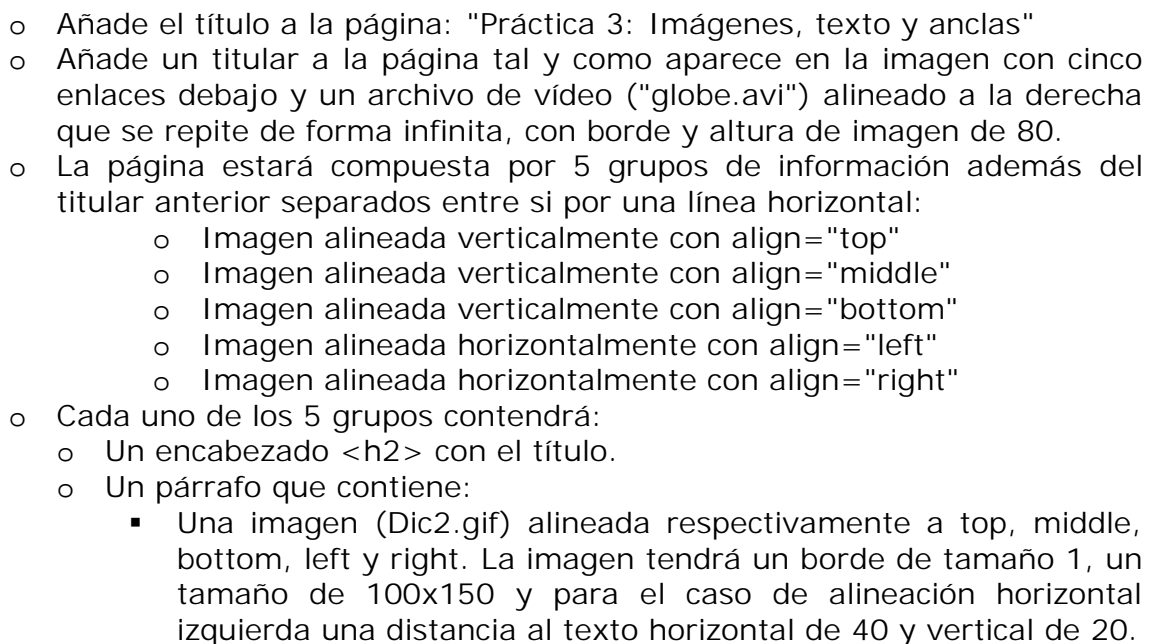 o Añade el título a la página: "Práctica 3: Imágenes, texto y anclas"
o Añade un titular a la página tal y como aparece en la imagen con cinco
enlaces debajo y un archivo de vídeo ("globe.avi") alineado a la derecha
que se repite de forma infinita, con borde y altura de imagen de 80.
o La página estará compuesta por 5 grupos de información además del
titular anterior separados entre si por una línea horizontal:
o Imagen alineada verticalmente con align="top"
o Imagen alineada verticalmente con align="middle"
o Imagen alineada verticalmente con align="bottom"
o Imagen alineada horizontalmente con align="left"
o Imagen alineada horizontalmente con align="right"
o Cada uno de los 5 grupos contendrá:
o Un encabezado <h2> con el título.
o Un párrafo que contiene:
▪ Una imagen (Dic2.gif) alineada respectivamente a top, middle,
bottom, left y right. La imagen tendrá un borde de tamaño 1, un
tamaño de 100x150 y para el caso de alineación horizontal
izquierda una distancia al texto horizontal de 40 y vertical de 20.